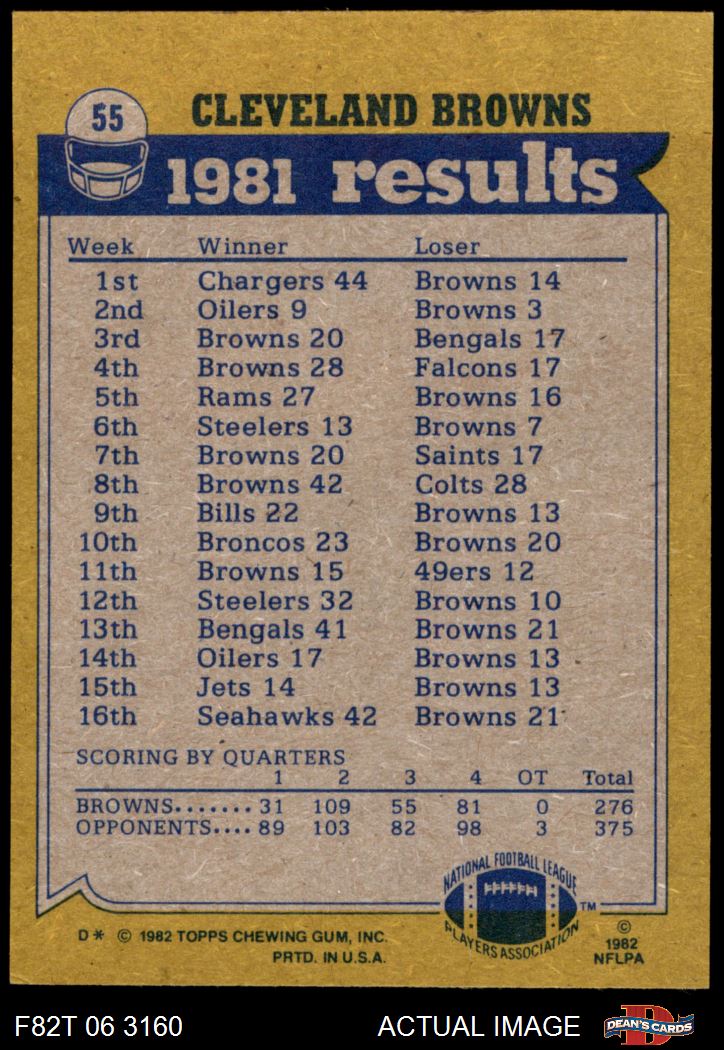 55
CLEVELAND BROWNS
1981 results
Week Winner Loser
1st Chargers 44 Browns 14
2nd Oilers 9 Browns 3
3rd Browns 20 Bengals 17
4th Browns 28 Falcons 17
5th Rams 27 Browns 16
6th Steelers 13 Browns 7
7th Browns 20 Saints 17
8th Browns 42 Colts 28
9th Bills 22 Browns 13
10th Broncos 23 Browns 20
11th Browns 15 49ers 12
12th Steelers 32 Browns 10
13th Bengals 41 Browns 21
14th Oilers 17 Browns 13
15th Jets 14 Browns 13
16th Seahawks 42 Browns 21
SCORING BY QUARTERS
1 2 3 4 OT Total
BROWNS....... 31 109 55 81 0 276
OPPONENTS.... 89 103 82 98 3 375
NATIONAL FOOTBALL LEAGUE
PLAYERS ASSOCIATION
TM
D* © 1982 TOPPS CHEWING GUM, INC.
PRTD. IN U.S.A.
©
1982
NFLPA
F82T 06 3160 ACTUAL IMAGE
D
DEAN'S CARDS